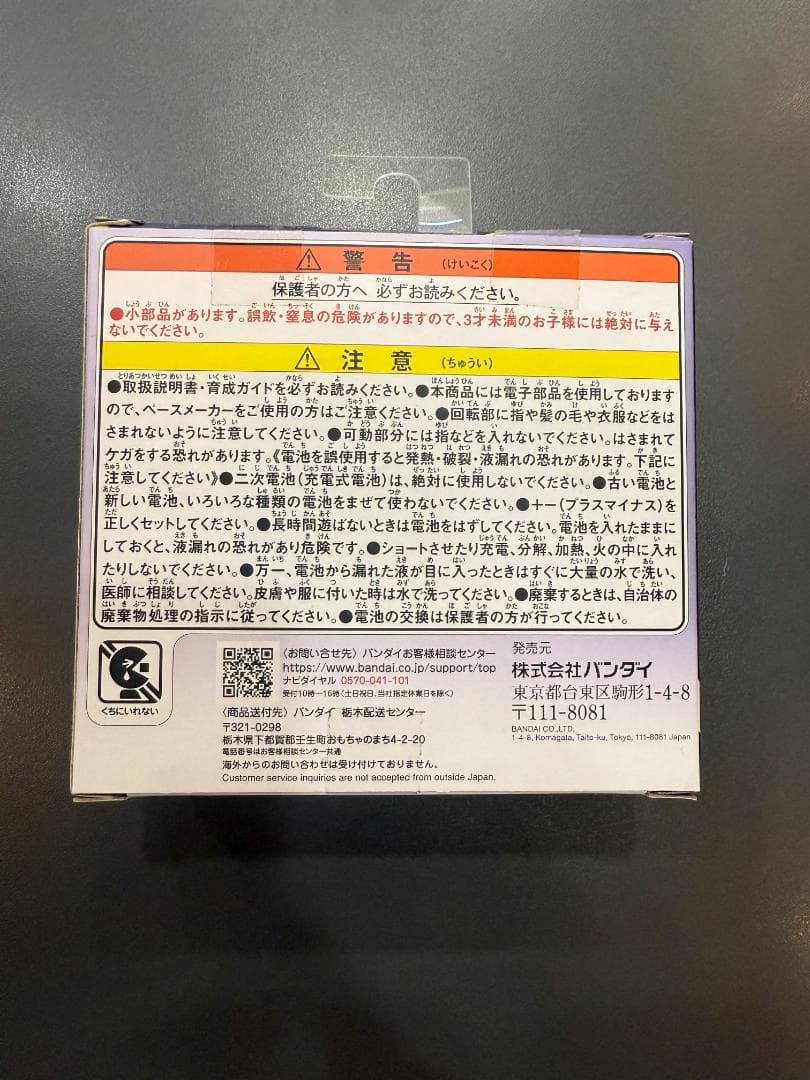 ⚠ 警告 (けいこく)
保護者の方へ 必ずお読みください。
●小部品があります。誤飲・窒息の危険がありますので、3才未満のお子様には絶対に与え
ないでください。
⚠ 注意 (ちゅうい)
●取扱説明書・育成ガイドを必ずお読みください。●本商品には電子部品を使用しております
ので、ペースメーカーをご使用の方はご注意ください。●回転部に指や髪の毛や衣服などをは
さまれないように注意してください。●可動部分には指などを入れないでください。はさまれて
ケガをする恐れがあります。《電池を誤使用すると発熱・破裂・液漏れの恐れがあります。下記に
注意してください》●二次電池(充電式電池)は、絶対に使用しないでください。●古い電池と
新しい電池、いろいろな種類の電池をまぜて使わないでください。●+-(プラスマイナス)を
正しくセットしてください。●長時間遊ばないときは電池をはずしてください。電池を入れたままに
しておくと、液漏れの恐れがあり危険です。●ショートさせたり充電、分解、加熱、火の中に入れ
たりしないでください。●万一、電池から漏れた液が目に入ったときはすぐに大量の水で洗い、
医師に相談してください。皮膚や服に付いた時は水で洗ってください。●廃棄するときは、自治体の
廃棄物処理の指示に従ってください。●電池の交換は保護者の方が行ってください。
くちにいれない
〈お問い合せ先〉バンダイお客様相談センター
https://www.bandai.co.jp/support/top
ナビダイヤル 0570-041-101
受付10時~16時(土日祝日、当社指定休業日を除く)
〈商品送付先〉バンダイ 栃木配送センター
〒321-0298
栃木県下都賀郡壬生町おもちゃのまち4-2-20
電話番号はお客様相談センター共通
海外からのお問い合わせは受け付けておりません。
Customer service inquiries are not accepted from outside Japan.
発売元
株式会社バンダイ
東京都台東区駒形1-4-8
〒111-8081
BANDAI CO.,LTD.
1-4-8, Komagata, Taito-ku, Tokyo, 111-8081 Japan